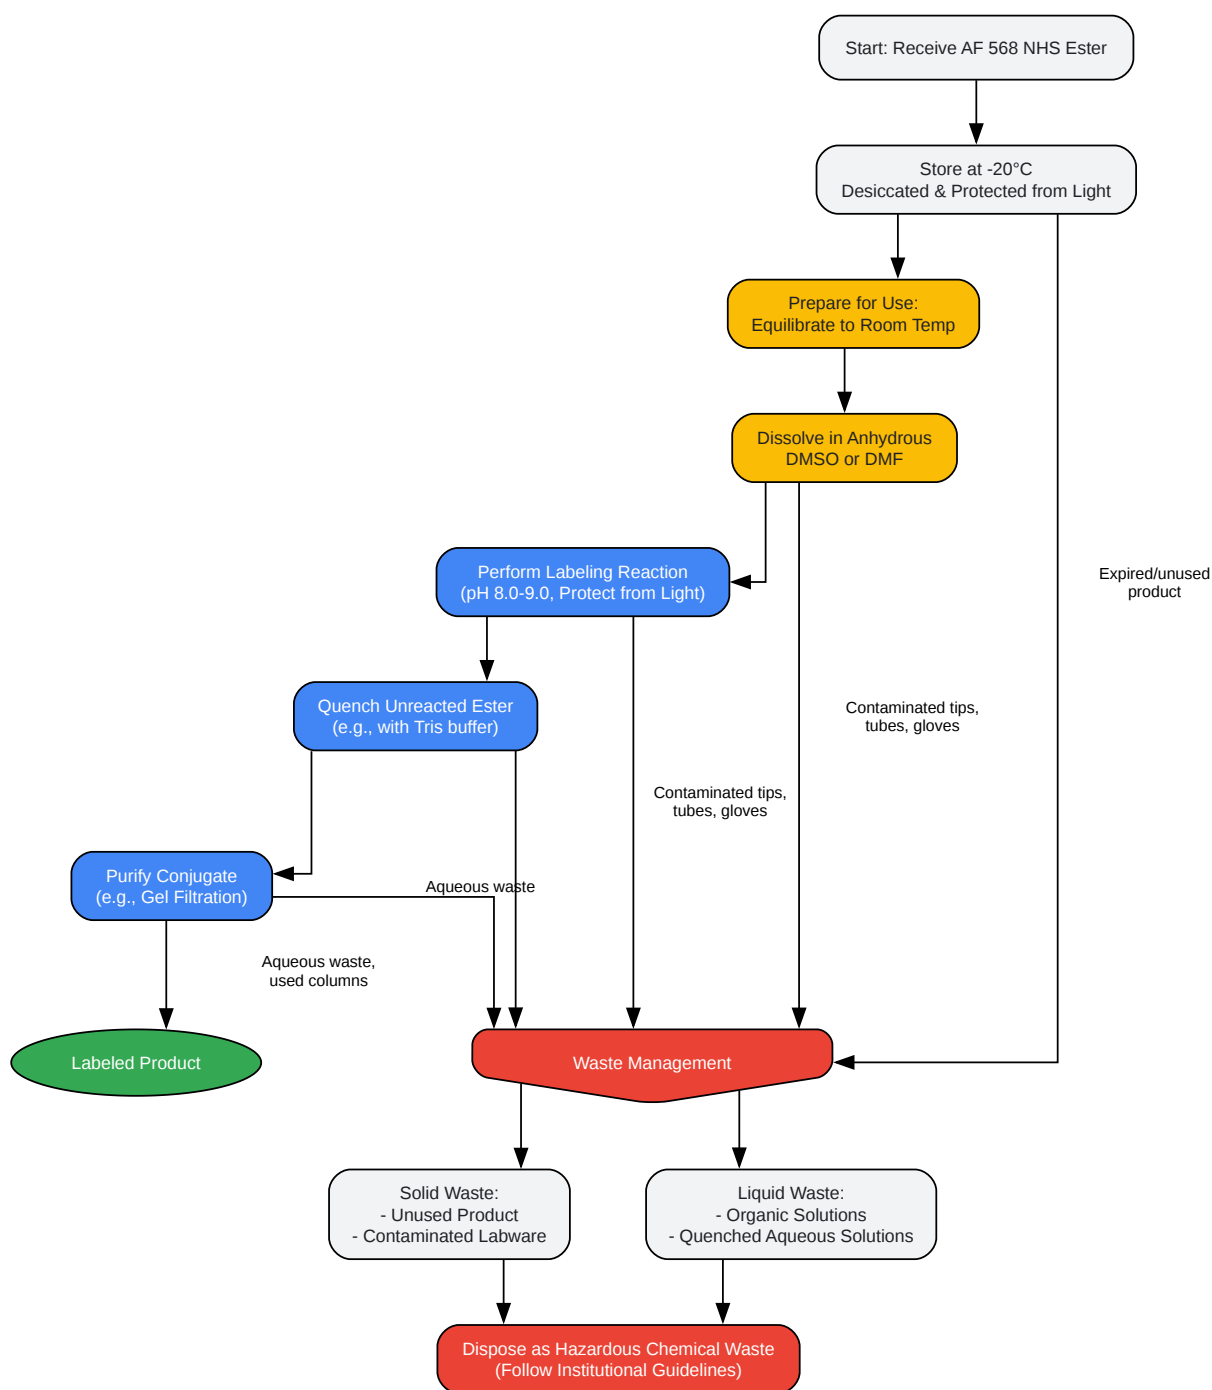 Start: Receive AF 568 NHS Ester
Store at -20°C
Desiccated & Protected from Light
Prepare for Use:
Equilibrate to Room Temp
Dissolve in Anhydrous
DMSO or DMF
Perform Labeling Reaction
(pH 8.0-9.0, Protect from Light)
Expired/unused
product
Quench Unreacted Ester
(e.g., with Tris buffer)
Contaminated tips,
tubes, gloves
Contaminated tips,
tubes, gloves
Purify Conjugate
(e.g., Gel Filtration)
Aqueous waste
Aqueous waste,
used columns
Labeled Product
Waste Management
Solid Waste:
- Unused Product
- Contaminated Labware
Liquid Waste:
- Organic Solutions
- Quenched Aqueous Solutions
Dispose as Hazardous Chemical Waste
(Follow Institutional Guidelines)